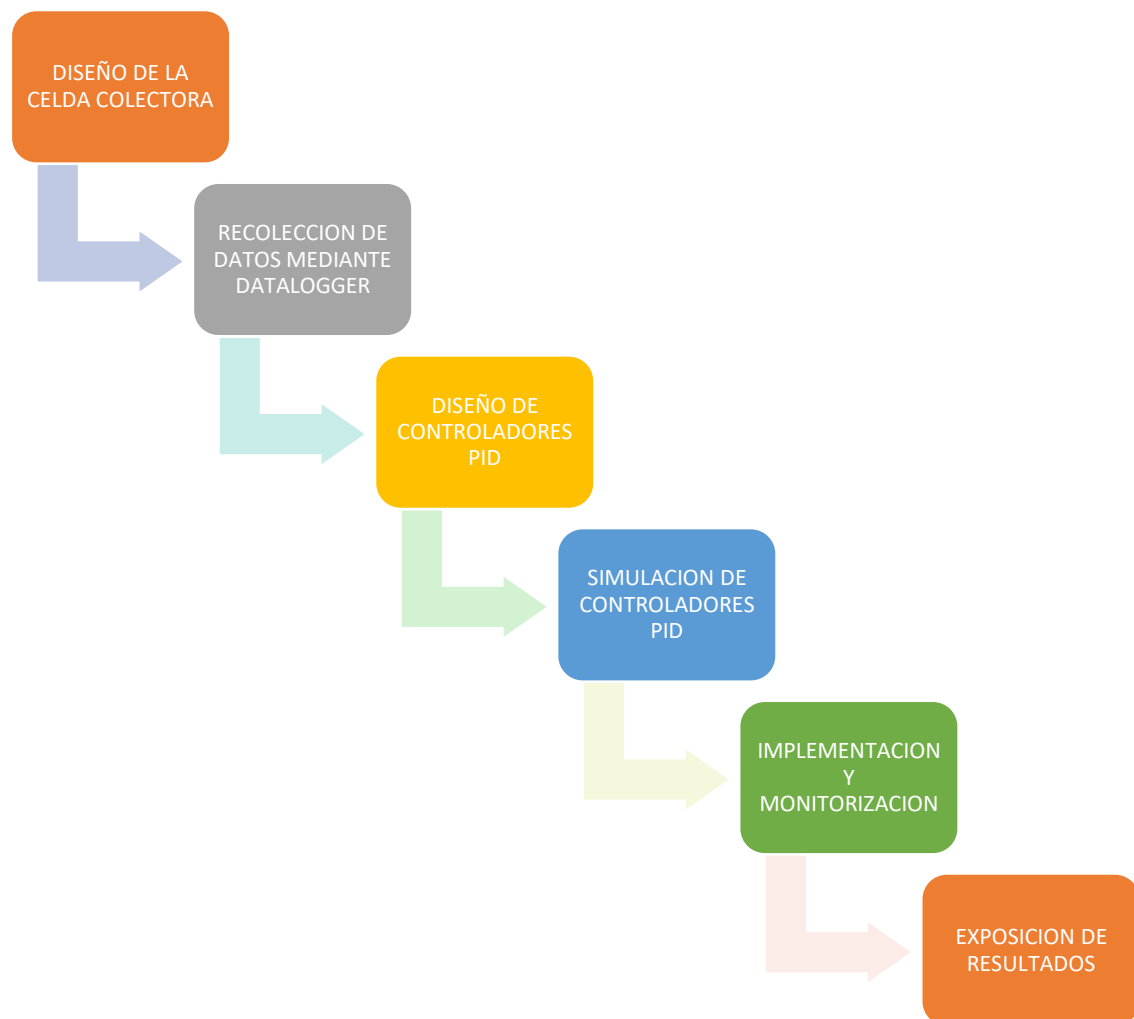 DISEÑO DE LA
CELDA COLECTORA
RECOLECCION DE
DATOS MEDIANTE
DATALOGGER
DISEÑO DE
CONTROLADORES
PID
SIMULACION DE
CONTROLADORES
PID
IMPLEMENTACION
Y
MONITORIZACION
EXPOSICION DE
RESULTADOS